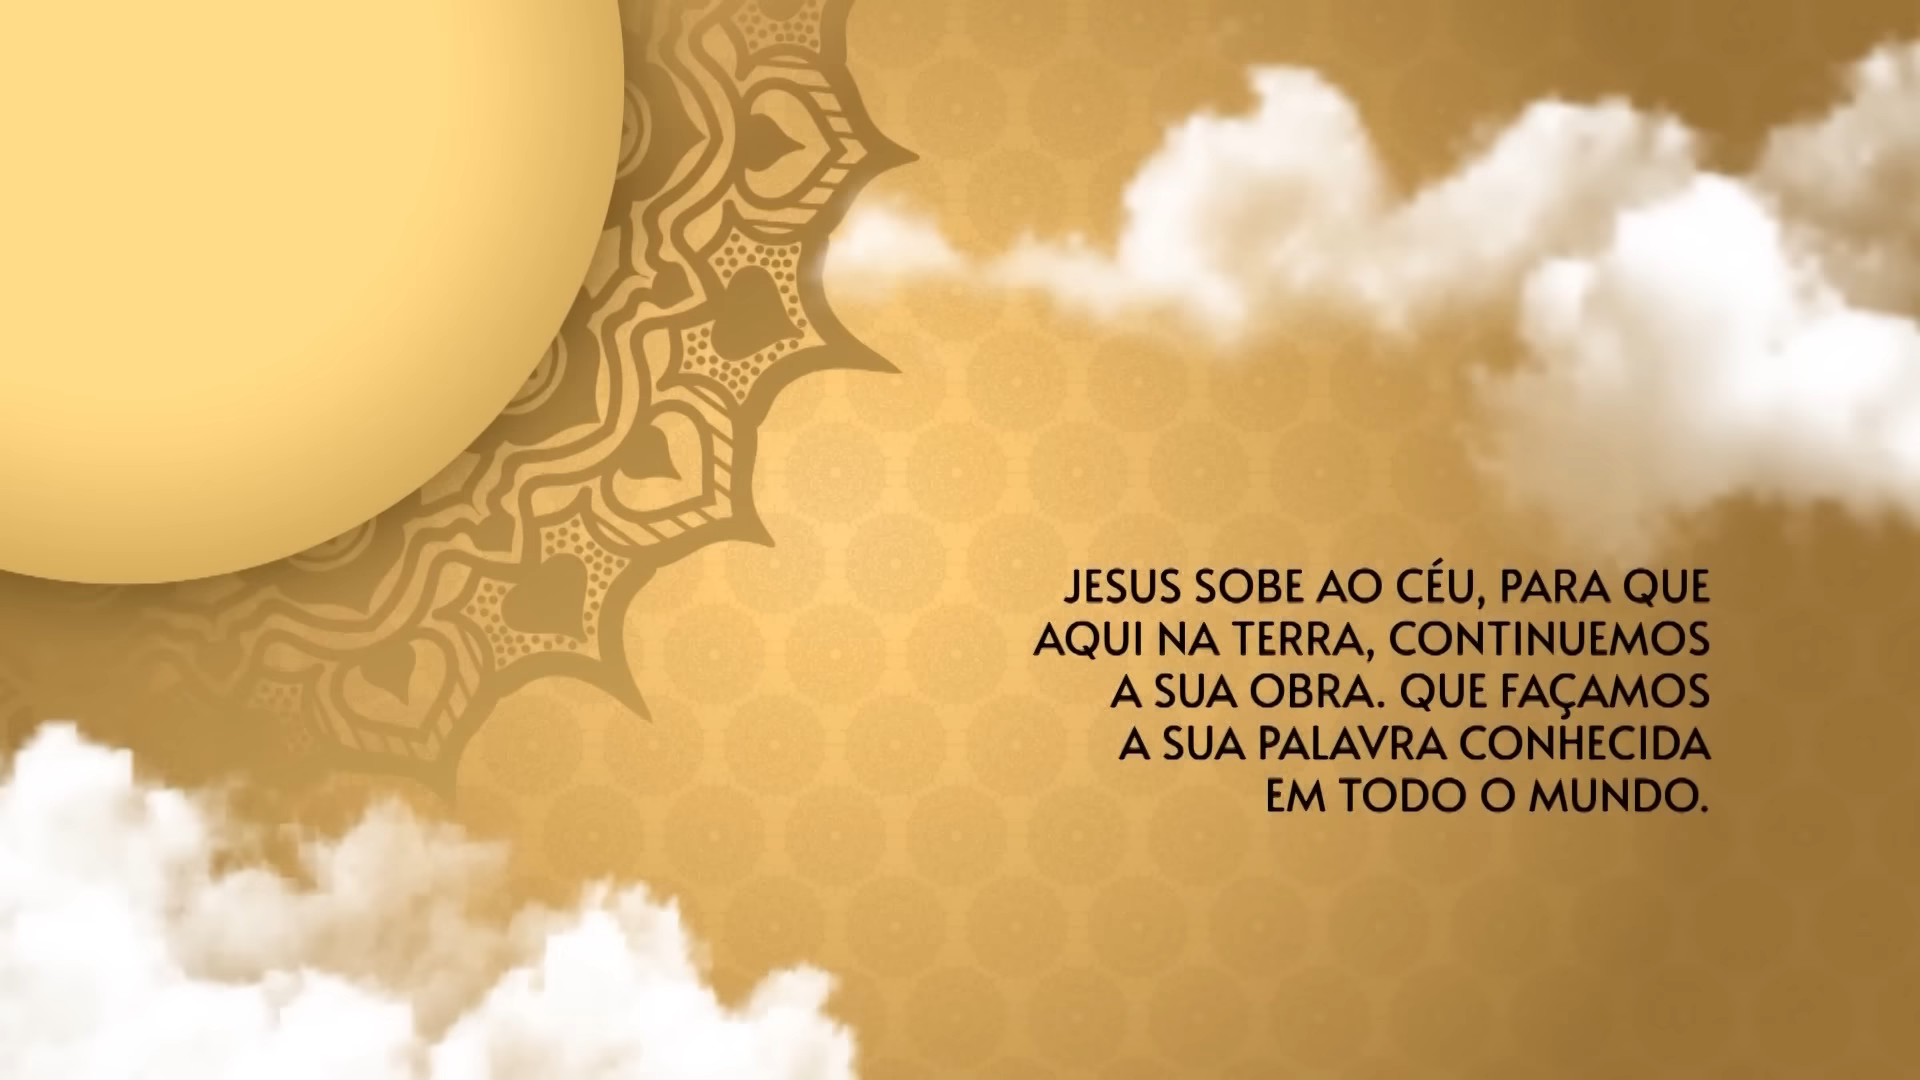 JESUS SOBE AO CÉU, PARA QUE
AQUI NA TERRA, CONTINUEMOS
A SUA OBRA. QUE FAÇAMOS
A SUA PALAVRA CONHECIDA
EM TODO O MUNDO.